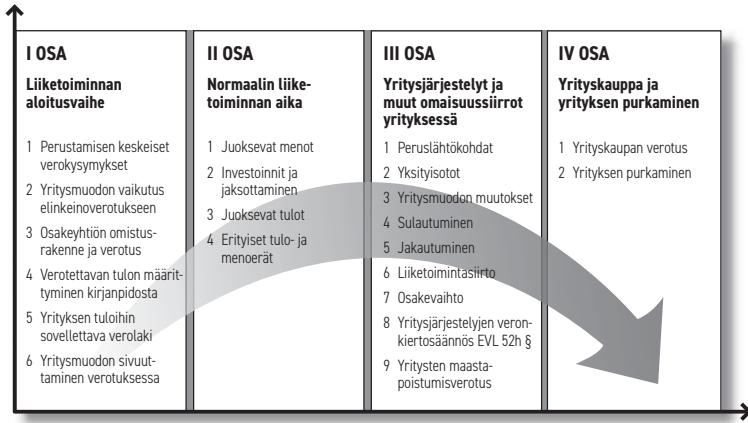 I OSA
Liiketoiminnan
aloitusvaihe
1 Perustamisen keskeiset
verokysymykset
2 Yritysmuodon vaikutus
elinkeinoverotukseen
3 Osakeyhtiön omistus-
rakenne ja verotus
4 Verotettavan tulon määrit-
tyminen kirjanpidosta
5 Yrityksen tuloihin
sovellettava verolaki
6 Yritysmuodon sivuut-
taminen verotuksessa
II OSA
Normaalin liike-
toiminnan aika
1 Juoksevat menot
2 Investoinnit ja
jaksottaminen
3 Juoksevat tulot
4 Erityiset tulo- ja
menoerät
III OSA
Yritysjärjestelyt ja
muut omaisuussiirrot
yrityksessä
1 Peruslähtökohdat
2 Yksityisotot
3 Yritysmuodon muutokset
4 Sulautuminen
5 Jakautuminen
6 Liiketoimintasiirto
7 Osakevaihto
8 Yritysjärjestelyjen veron-
kiertosäännös EVL 52h §
9 Yritysten maasta-
poistumisverotus
IV OSA
Yrityskauppa ja
yrityksen purkaminen
1 Yrityskaupan verotus
2 Yrityksen purkaminen